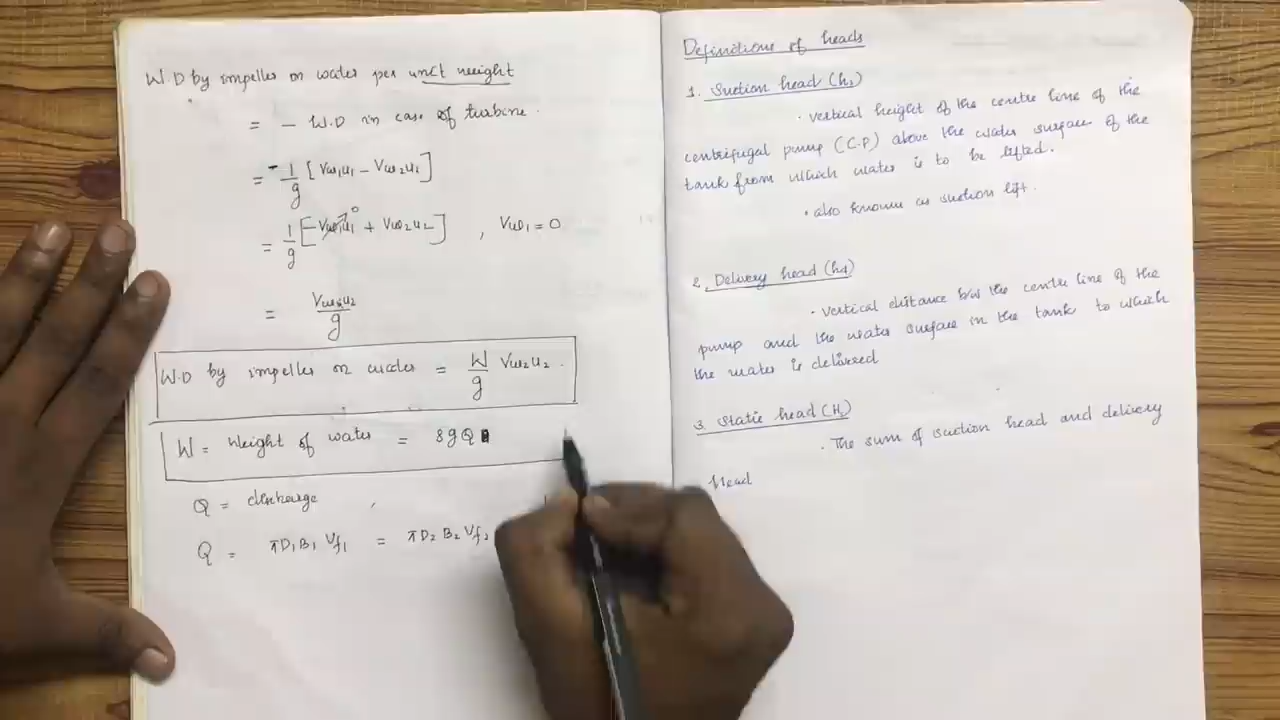 W.D by impeller on water per unit weight
= - W.D in case of turbine.
= -1/g [Vw1u1 - Vw2u2]
= 1/g [-Vw1u1 0 + Vw2u2] , Vw1 = 0
= Vw2u2/g
W.D by impeller on water = W/g Vw2u2.
W = Weight of water = ρgQ
Q = discharge ,
Q = πD1B1Vf1 = πD2B2Vf2
Definitions of heads
1. Suction head (hs)
• vertical height of the centre line of the
centrifugal pump (C.P) above the water surface of the
tank from which water is to be lifted.
• also known as suction lift.
2. Delivery head (hd)
• vertical distance b/w the centre line of the
pump and the water surface in the tank to which
the water is delivered
3. Static head (Hs)
• The sum of suction head and delivery
head